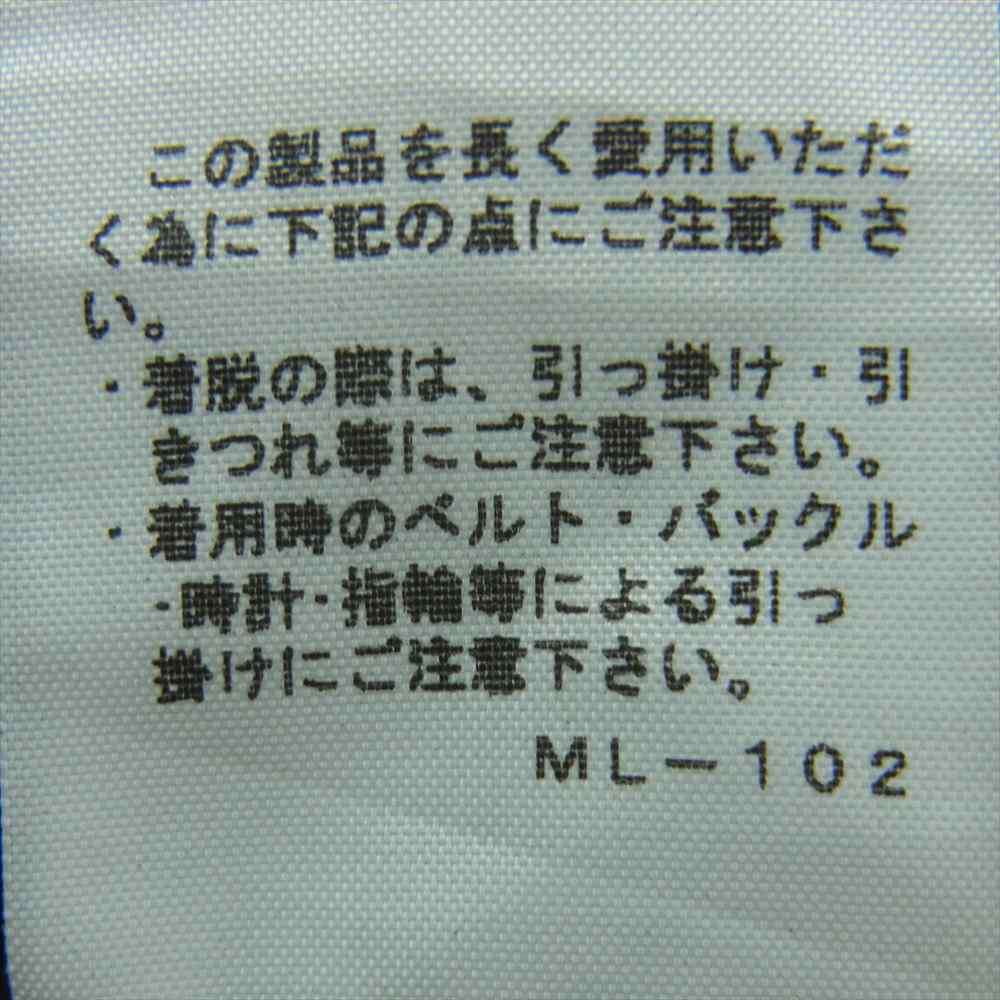 この製品を長く愛用いただ
く為に下記の点にご注意下さ
い。
・着脱の際は、引っ掛け・引
きつれ等にご注意下さい。
・着用時のベルト・バックル
・時計・指輪等による引っ
掛けにご注意下さい。
ML－102